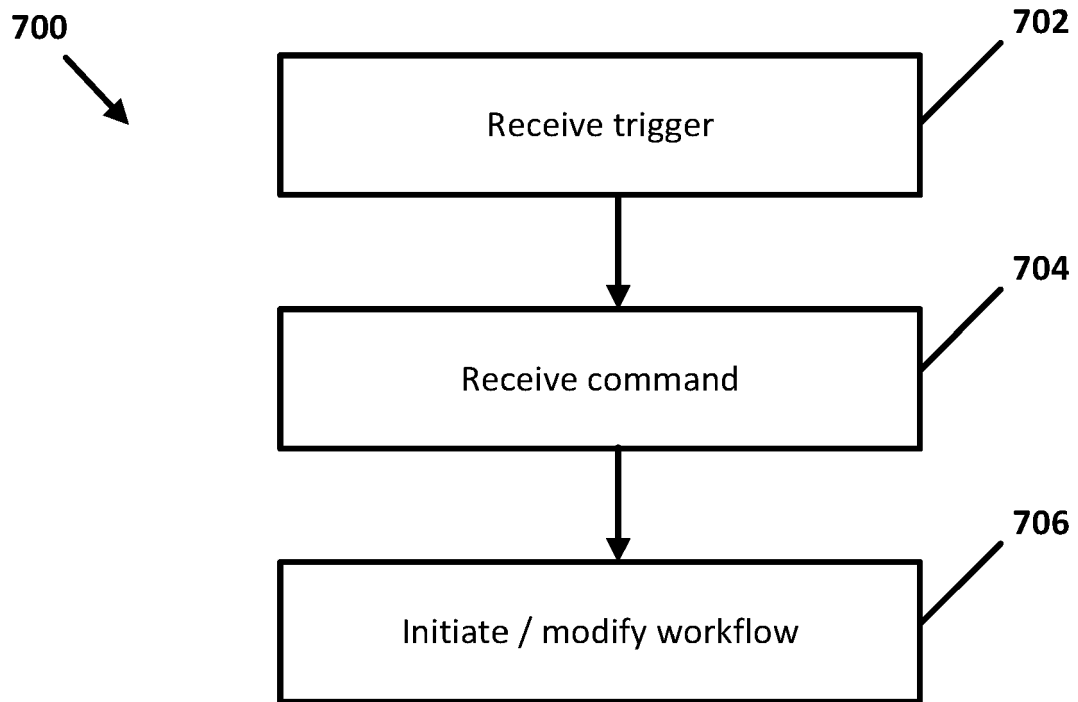 700
702
Receive trigger
704
Receive command
706
Initiate / modify workflow